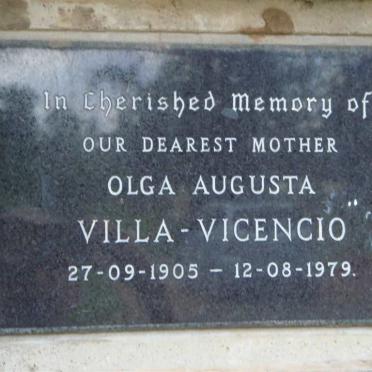 In Cherished Memory of
OUR DEAREST MOTHER
OLGA AUGUSTA
VILLA-VICENCIO
27-09-1905 – 12-08-1979.